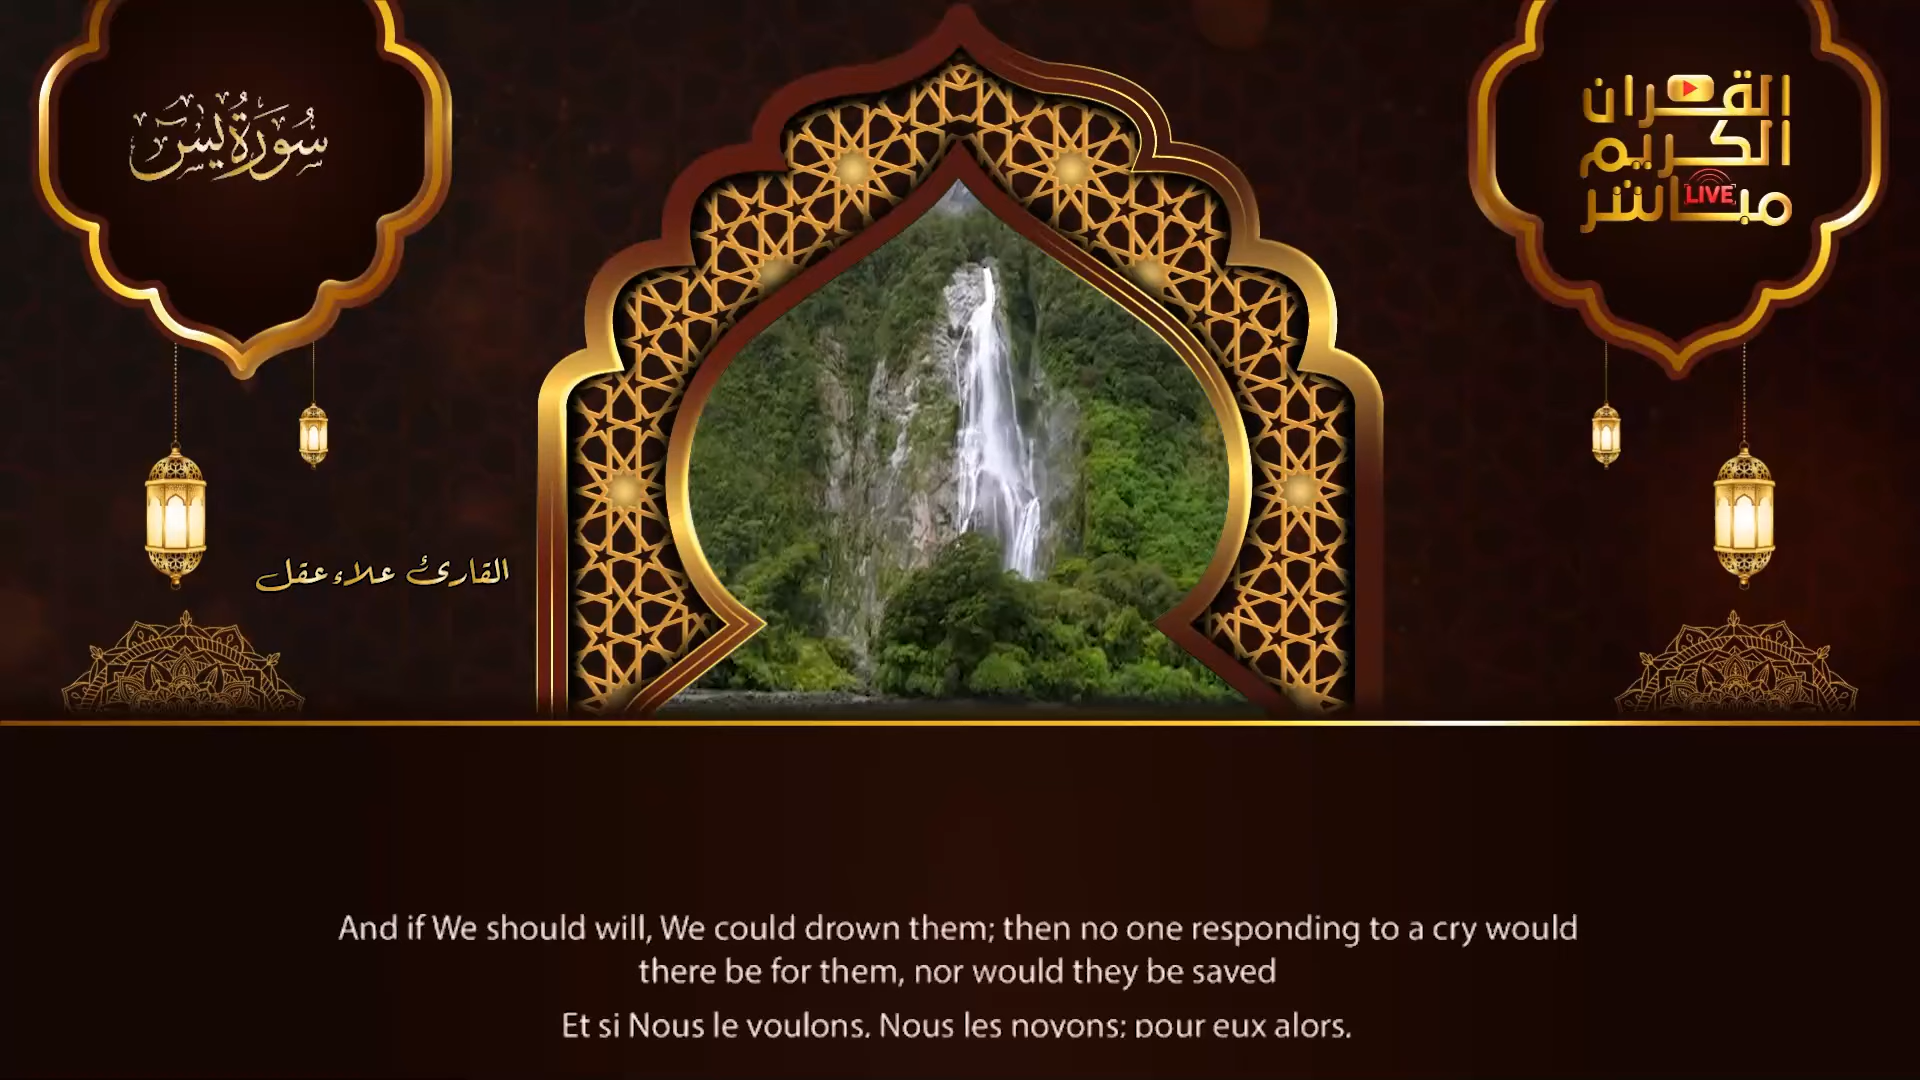 سُورَةُ يسٓ
القرآن
الكريم
مباشر
LIVE
القارئ علاء عقل
And if We should will, We could drown them; then no one responding to a cry would
there be for them, nor would they be saved
Et si Nous le voulons, Nous les noyons; pour eux alors,